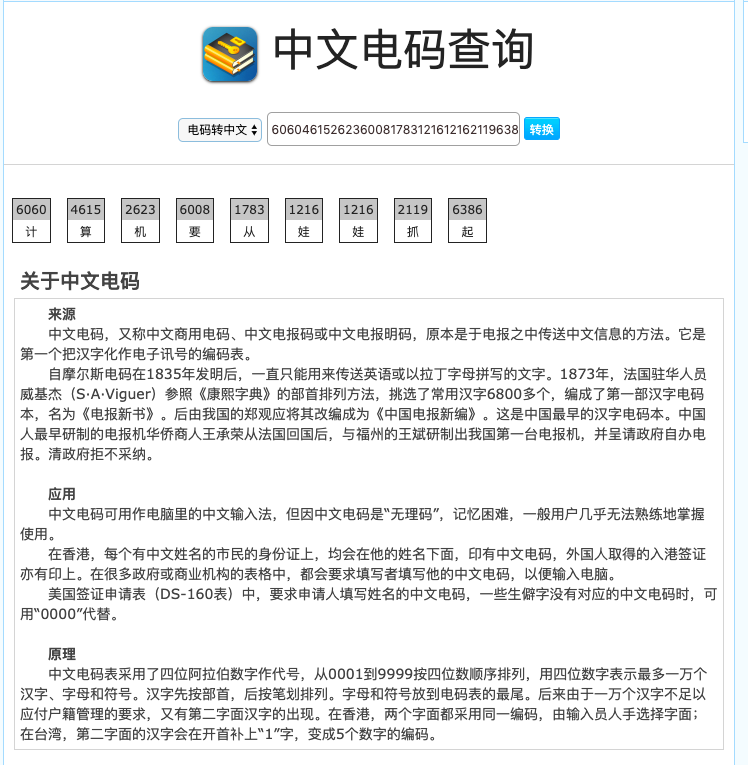 中文电码查询
电码转中文 606046152623600817831216121621196386 转换
6060 4615 2623 6008 1783 1216 1216 2119 6386
计 算 机 要 从 娃 娃 抓 起
关于中文电码
来源
中文电码，又称中文商用电码、中文电报码或中文电报明码，原本是于电报之中传送中文信息的方法。它是
第一个把汉字化作电子讯号的编码表。
自摩尔斯电码在1835年发明后，一直只能用来传送英语或以拉丁字母拼写的文字。1873年，法国驻华人员
威基杰（S·A·Viguer）参照《康熙字典》的部首排列方法，挑选了常用汉字6800多个，编成了第一部汉字电码
本，名为《电报新书》。后由我国的郑观应将其改编成为《中国电报新编》。这是中国最早的汉字电码本。中国
人最早研制的电报机华侨商人王承荣从法国回国后，与福州的王斌研制出我国第一台电报机，并呈请政府自办电
报。清政府拒不采纳。
应用
中文电码可用作电脑里的中文输入法，但因中文电码是“无理码”，记忆困难，一般用户几乎无法熟练地掌握
使用。
在香港，每个有中文姓名的市民的身份证上，均会在他的姓名下面，印有中文电码，外国人取得的入港签证
亦有印上。在很多政府或商业机构的表格中，都会要求填写者填写他的中文电码，以便输入电脑。
美国签证申请表（DS-160表）中，要求申请人填写姓名的中文电码，一些生僻字没有对应的中文电码时，可
用“0000”代替。
原理
中文电码表采用了四位阿拉伯数字作代号，从0001到9999按四位数顺序排列，用四位数字表示最多一万个
汉字、字母和符号。汉字先按部首，后按笔划排列。字母和符号放到电码表的最尾。后来由于一万个汉字不足以
应付户籍管理的要求，又有第二字面汉字的出现。在香港，两个字面都采用同一编码，由输入员人手选择字面；
在台湾，第二字面的汉字会在开首补上“1”字，变成5个数字的编码。